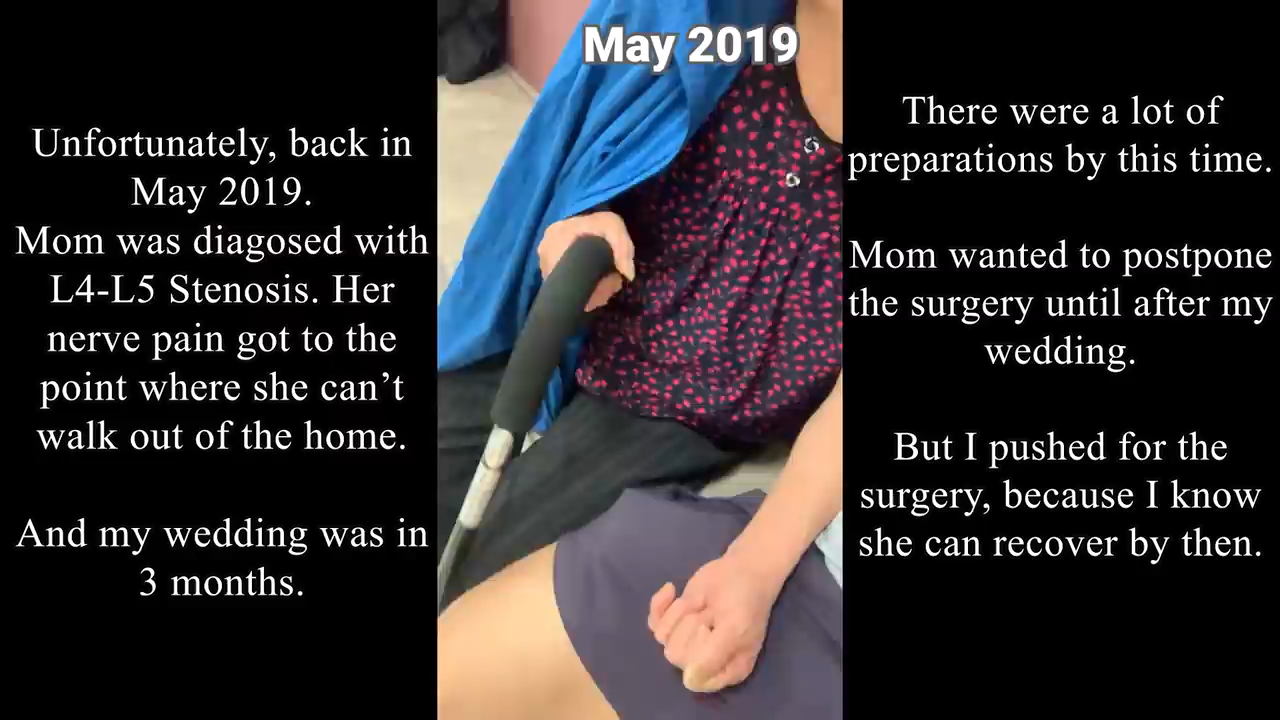 May 2019
Unfortunately, back in
May 2019.
Mom was diagosed with
L4-L5 Stenosis. Her
nerve pain got to the
point where she can’t
walk out of the home.
And my wedding was in
3 months.
There were a lot of
preparations by this time.
Mom wanted to postpone
the surgery until after my
wedding.
But I pushed for the
surgery, because I know
she can recover by then.